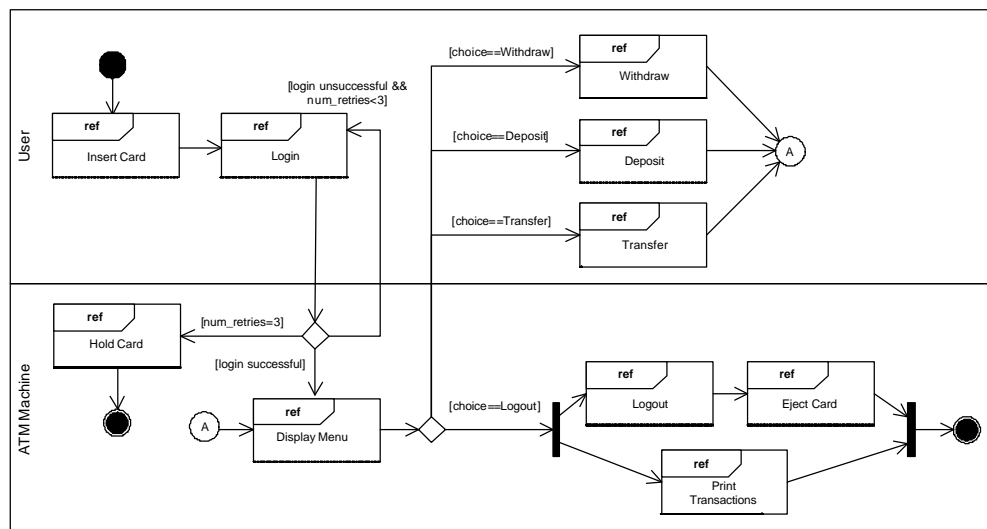 User
ref
Insert Card
ref
Login
[login unsuccessful &&
num_retries<3]
[choice==Withdraw]
ref
Withdraw
[choice==Deposit]
ref
Deposit
A
[choice==Transfer]
ref
Transfer
ATM Machine
ref
Hold Card
[num_retries=3]
[login successful]
A
ref
Display Menu
[choice==Logout]
ref
Logout
ref
Eject Card
ref
Print
Transactions